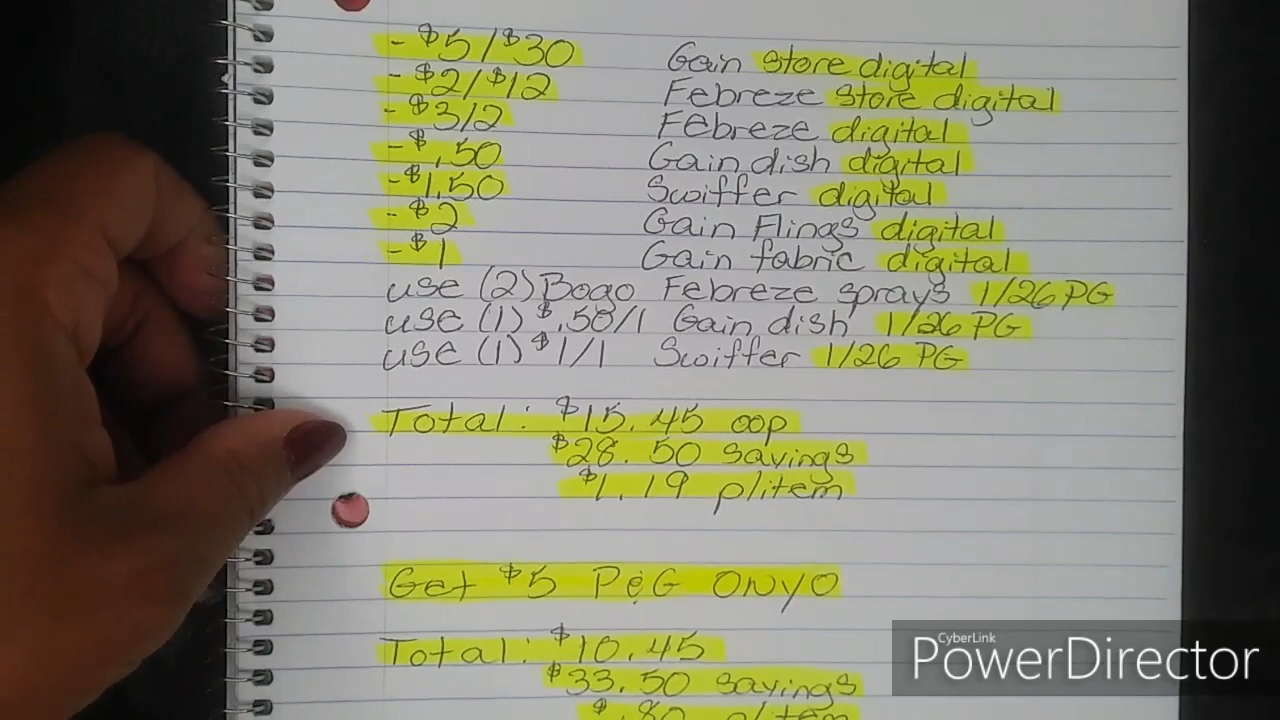 - $5/$30 Gain store digital
- $2/$12 Febreze store digital
- $3/2 Febreze digital
- $.50 Gain dish digital
- $1.50 Swiffer digital
- $2 Gain Flings digital
- $1 Gain fabric digital
use (2) Bogo Febreze sprays 1/26 PG
use (1) $.50/1 Gain dish 1/26 PG
use (1) $1/1 Swiffer 1/26 PG
Total: $15.45 oop
$28.50 savings
$1.19 p/item
Get $5 P&G ONYO
Total: $10.45
$33.50 savings
$.80 p/item
CyberLink
PowerDirector